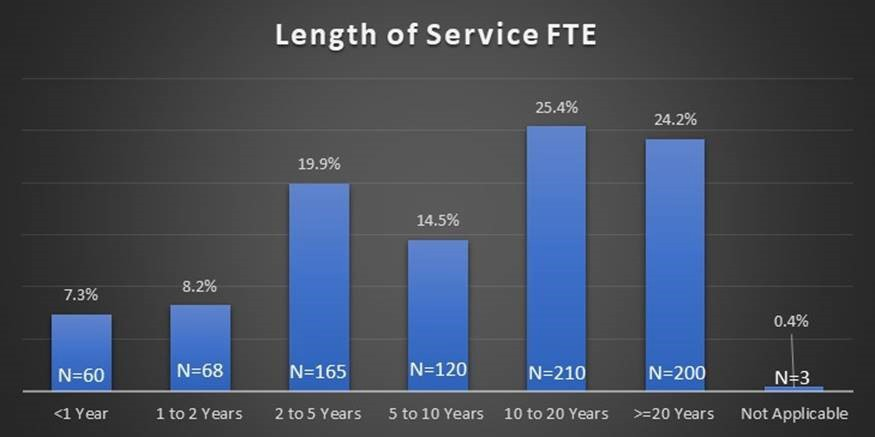 Length of Service FTE
25.4%
24.2%
19.9%
14.5%
8.2%
7.3%
0.4%
N=60
N=68
N=165
N=120
N=210
N=200
N=3
<1 Year
1 to 2 Years
2 to 5 Years
5 to 10 Years
10 to 20 Years
>=20 Years
Not Applicable